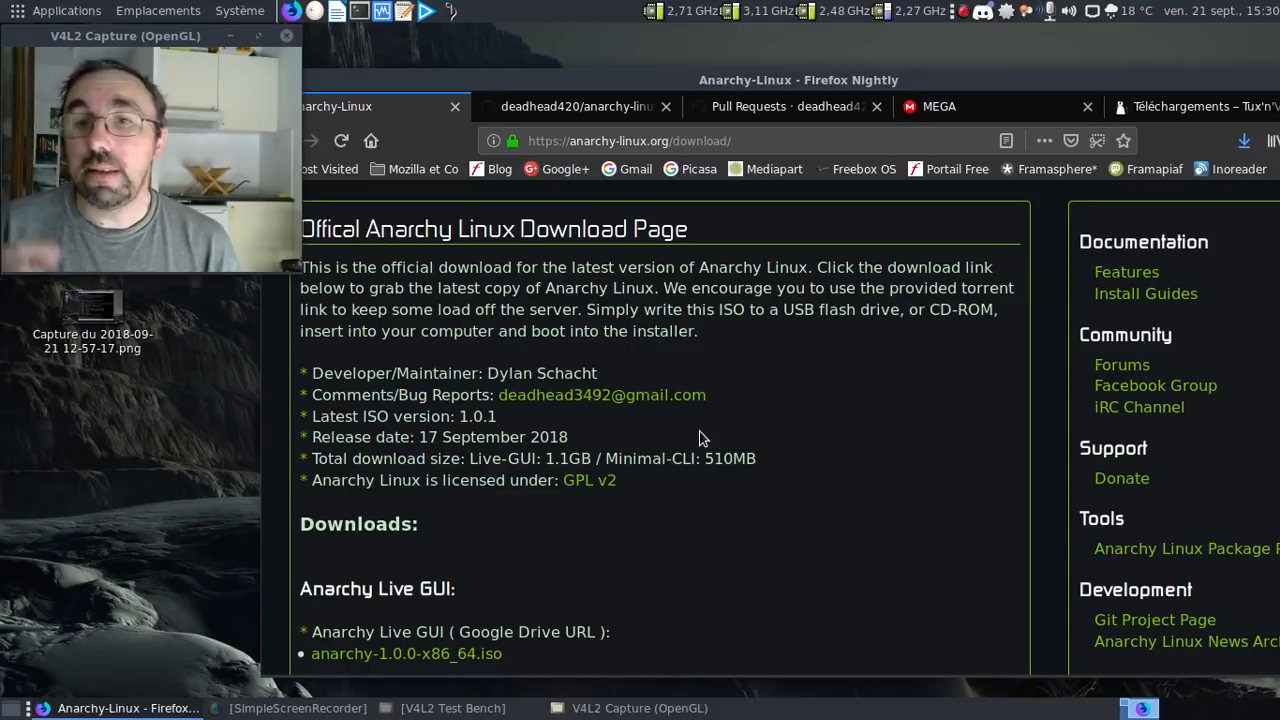 Applications Emplacements Système
2,71 GHz 3,11 GHz 2,48 GHz 2,27 GHz 18 °C ven. 21 sept., 15:30
V4L2 Capture (OpenGL)
Anarchy-Linux - Firefox Nightly
narchy-Linux deadhead420/anarchy-linu Pull Requests · deadhead42 MEGA Téléchargements – Tux'n'V
https://anarchy-linux.org/download/
ost Visited Mozilla et Co Blog Google+ Gmail Picasa Mediapart Freebox OS Portail Free Framasphere* Framapiaf Inoreader
Offical Anarchy Linux Download Page
This is the official download for the latest version of Anarchy Linux. Click the download link
below to grab the latest copy of Anarchy Linux. We encourage you to use the provided torrent
link to keep some load off the server. Simply write this ISO to a USB flash drive, or CD-ROM,
insert into your computer and boot into the installer.
* Developer/Maintainer: Dylan Schacht
* Comments/Bug Reports: deadhead3492@gmail.com
* Latest ISO version: 1.0.1
* Release date: 17 September 2018
* Total download size: Live-GUI: 1.1GB / Minimal-CLI: 510MB
* Anarchy Linux is licensed under: GPL v2
Downloads:
Anarchy Live GUI:
* Anarchy Live GUI ( Google Drive URL ):
• anarchy-1.0.0-x86_64.iso
Documentation
Features
Install Guides
Community
Forums
Facebook Group
iRC Channel
Support
Donate
Tools
Anarchy Linux Package
Development
Git Project Page
Anarchy Linux News Arc
Capture du 2018-09-
21 12-57-17.png
Anarchy-Linux - Firefox... [SimpleScreenRecorder] [V4L2 Test Bench] V4L2 Capture (OpenGL)